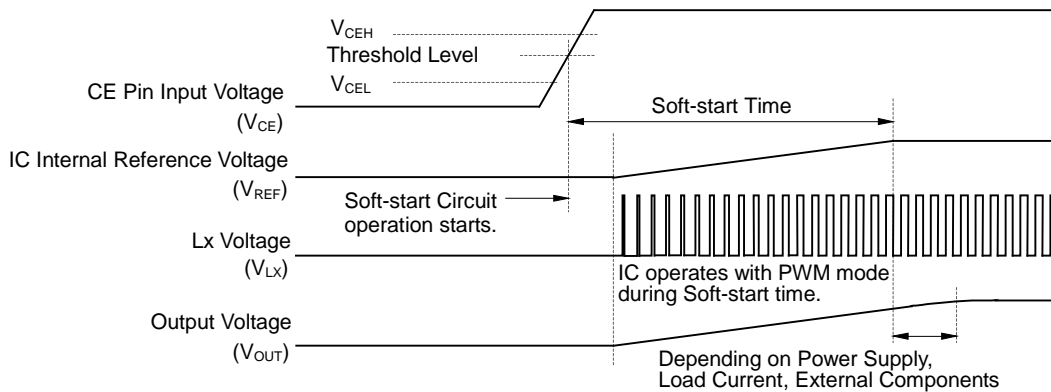 VCEH
Threshold Level
VCEL
CE Pin Input Voltage
(VCE)
Soft-start Time
IC Internal Reference Voltage
(VREF)
Soft-start Circuit
operation starts.
Lx Voltage
(VLX)
IC operates with PWM mode
during Soft-start time.
Output Voltage
(VOUT)
Depending on Power Supply,
Load Current, External Components